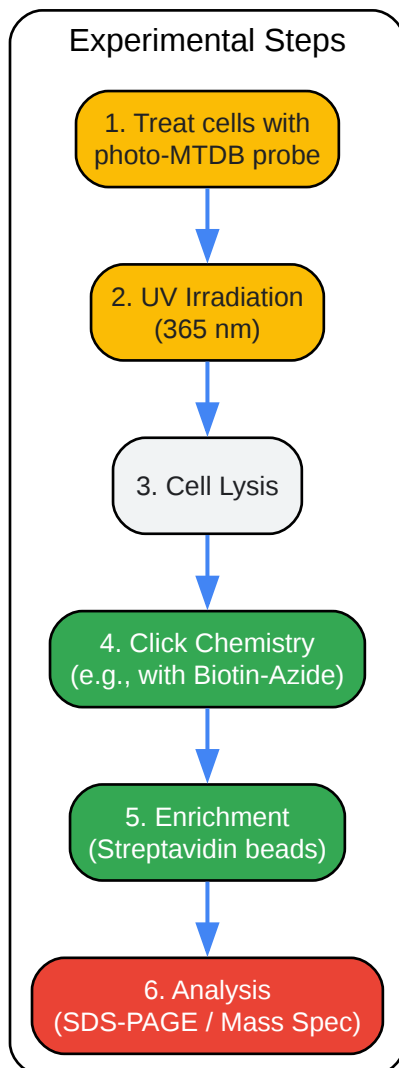 Experimental Steps
1. Treat cells with
photo-MTDB probe
2. UV Irradiation
(365 nm)
3. Cell Lysis
4. Click Chemistry
(e.g., with Biotin-Azide)
5. Enrichment
(Streptavidin beads)
6. Analysis
(SDS-PAGE / Mass Spec)